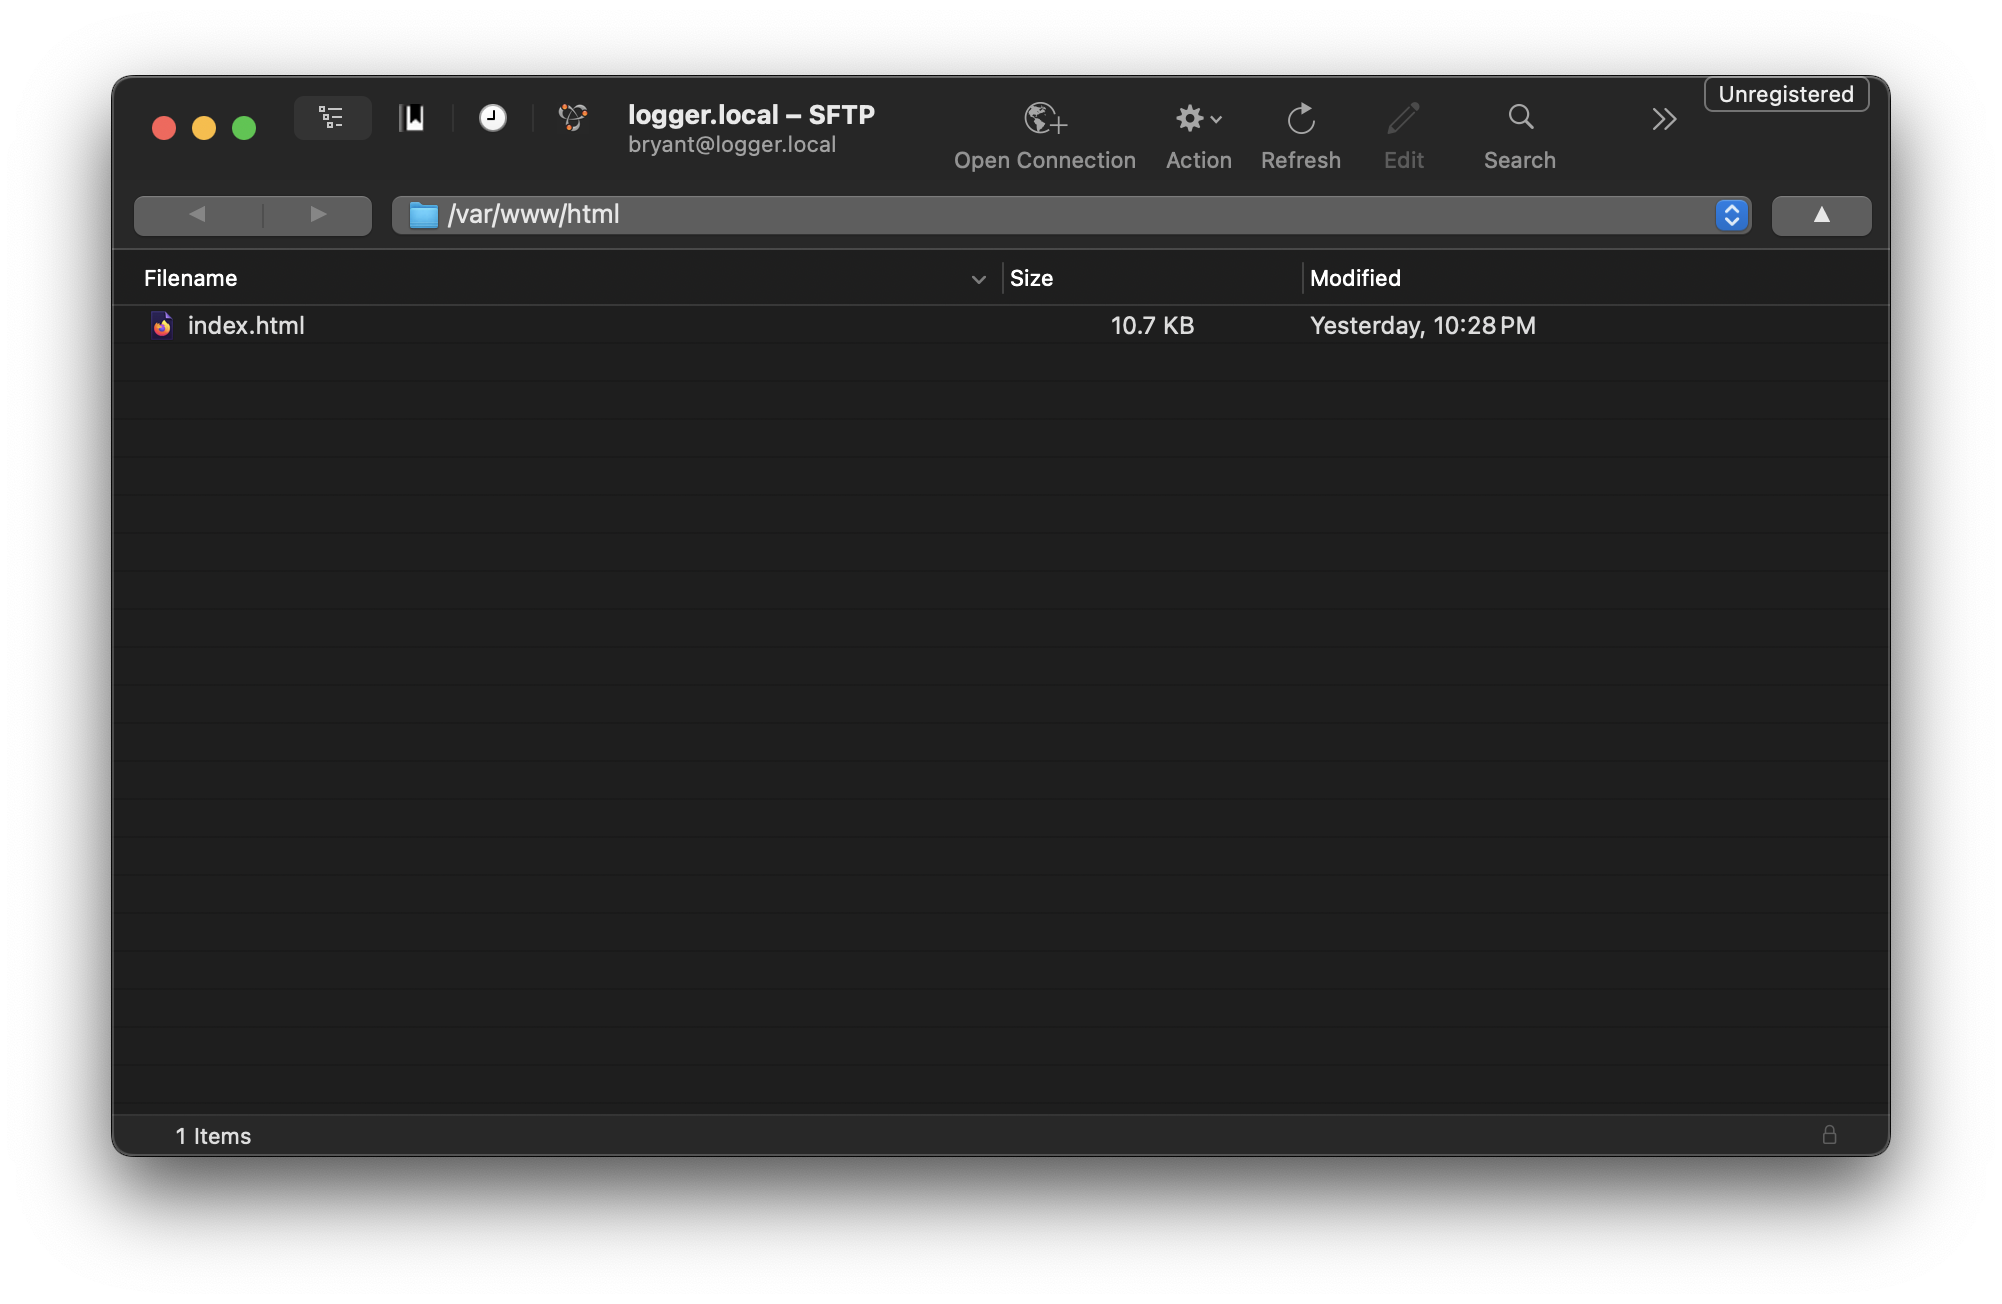 Unregistered
logger.local – SFTP
bryant@logger.local
Open Connection
Action
Refresh
Edit
Search
/var/www/html
Filename
Size
Modified
index.html
10.7 KB
Yesterday, 10:28 PM
1 Items